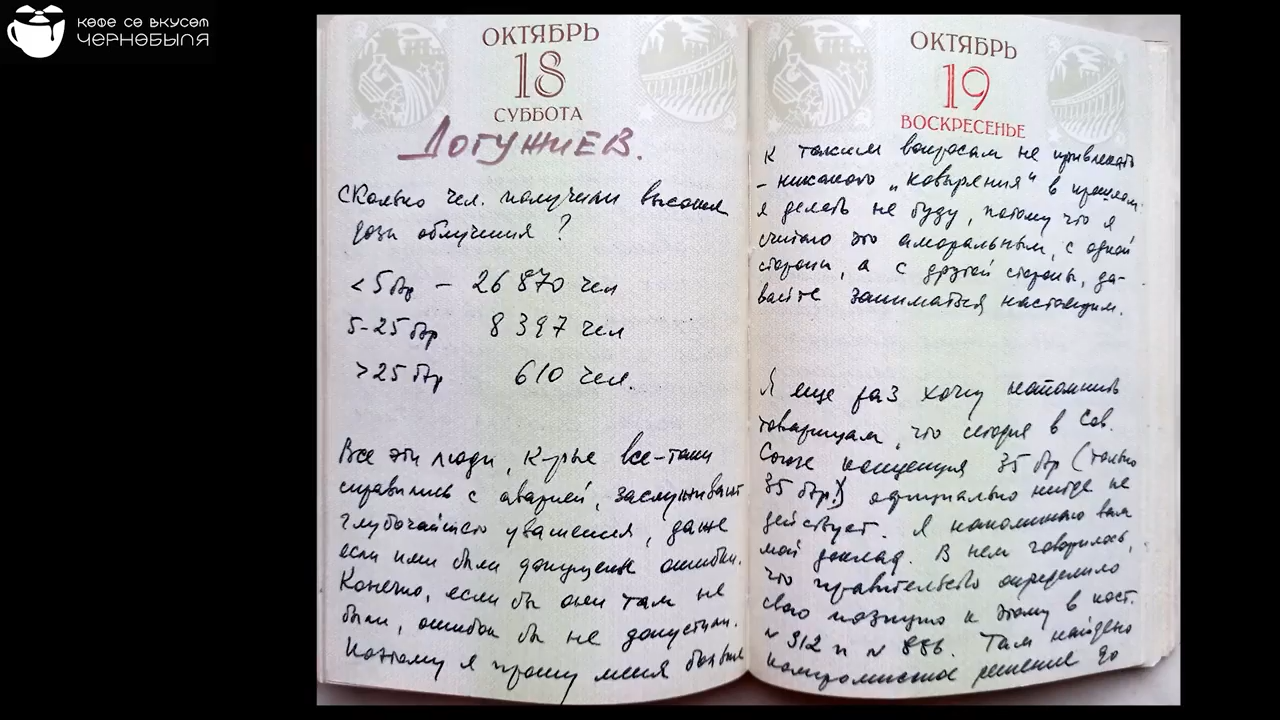 КОФЕ СО ВКУСОМ
ЧЕРНОБЫЛЯ
ОКТЯБРЬ
18
СУББОТА
ДОГУЖИЕВ.
Сколько чел. получили высокие
дозы облучения?
<5 бэр – 26 870 чел
5-25 бэр 8 397 чел
>25 бэр 610 чел.
Все эти люди, к-рые все-таки
справились с аварией, заслуживают
глубочайшего уважения, даже
если ими были допущены ошибки.
Конечно, если бы они там не
были, ошибок бы не допустили.
Поэтому я прошу меня больше
ОКТЯБРЬ
19
ВОСКРЕСЕНЬЕ
к таким вопросам не привлекать
– никакого „ковыряния" в прошлом
я делать не буду, потому что я
считаю это аморальным, с одной
стороны, а с другой стороны, да-
вайте заниматься настоящим.
Я еще раз хочу напомнить
товарищам, что сегодня в Сов.
Союзе концепция 35 бэр (только
35 бэр!) официально нигде не
действует. Я напоминаю вам
мой доклад. В нем говорилось,
что правительство определило
свою позицию к этому в пост.
N 912 и N 886. Там найдено
компромиссное решение до